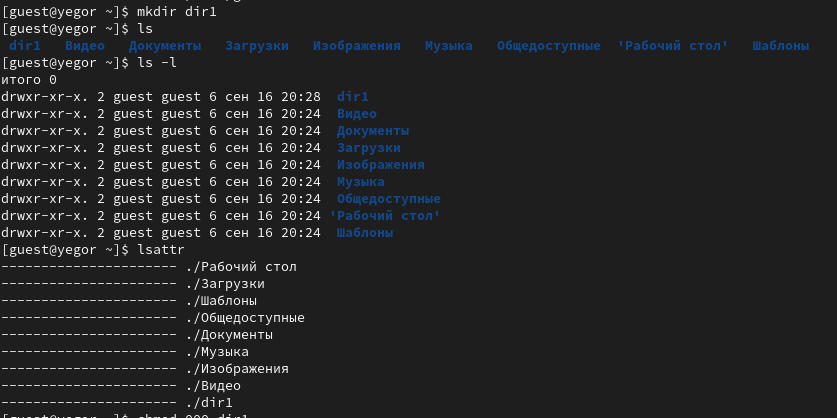 [guest@yegor ~]$ mkdir dir1
[guest@yegor ~]$ ls
dir1 Видео Документы Загрузки Изображения Музыка Общедоступные 'Рабочий стол' Шаблоны
[guest@yegor ~]$ ls -l
итого 0
drwxr-xr-x. 2 guest guest 6 сен 16 20:28 dir1
drwxr-xr-x. 2 guest guest 6 сен 16 20:24 Видео
drwxr-xr-x. 2 guest guest 6 сен 16 20:24 Документы
drwxr-xr-x. 2 guest guest 6 сен 16 20:24 Загрузки
drwxr-xr-x. 2 guest guest 6 сен 16 20:24 Изображения
drwxr-xr-x. 2 guest guest 6 сен 16 20:24 Музыка
drwxr-xr-x. 2 guest guest 6 сен 16 20:24 Общедоступные
drwxr-xr-x. 2 guest guest 6 сен 16 20:24 'Рабочий стол'
drwxr-xr-x. 2 guest guest 6 сен 16 20:24 Шаблоны
[guest@yegor ~]$ lsattr
---------------------- ./Рабочий стол
---------------------- ./Загрузки
---------------------- ./Шаблоны
---------------------- ./Общедоступные
---------------------- ./Документы
---------------------- ./Музыка
---------------------- ./Изображения
---------------------- ./Видео
---------------------- ./dir1